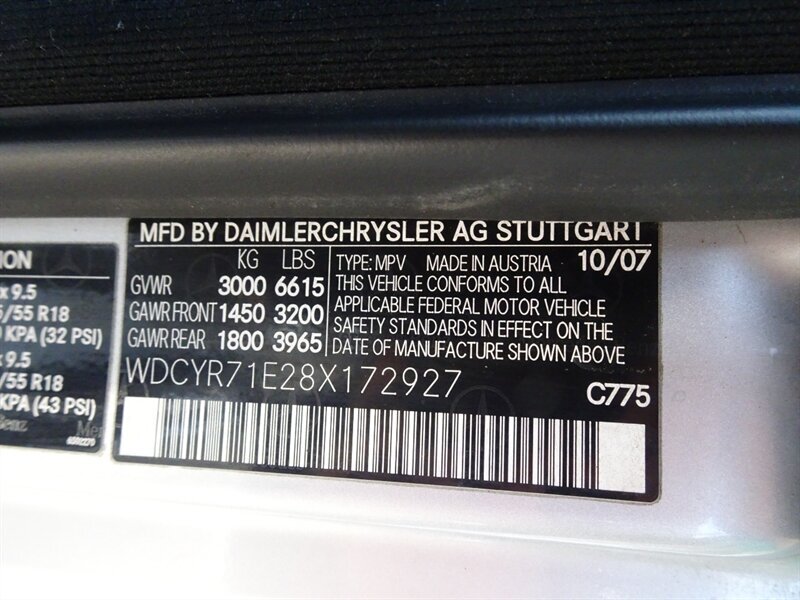 MFD BY DAIMLERCHRYSLER AG STUTTGART
KG LBS
GVWR 3000 6615
GAWR FRONT 1450 3200
GAWR REAR 1800 3965
TYPE: MPV MADE IN AUSTRIA 10/07
THIS VEHICLE CONFORMS TO ALL
APPLICABLE FEDERAL MOTOR VEHICLE
SAFETY STANDARDS IN EFFECT ON THE
DATE OF MANUFACTURE SHOWN ABOVE
WDCYR71E28X172927
C775
x 9.5
/55 R18
KPA (32 PSI)
x 9.5
/55 R18
KPA (43 PSI)
6502270